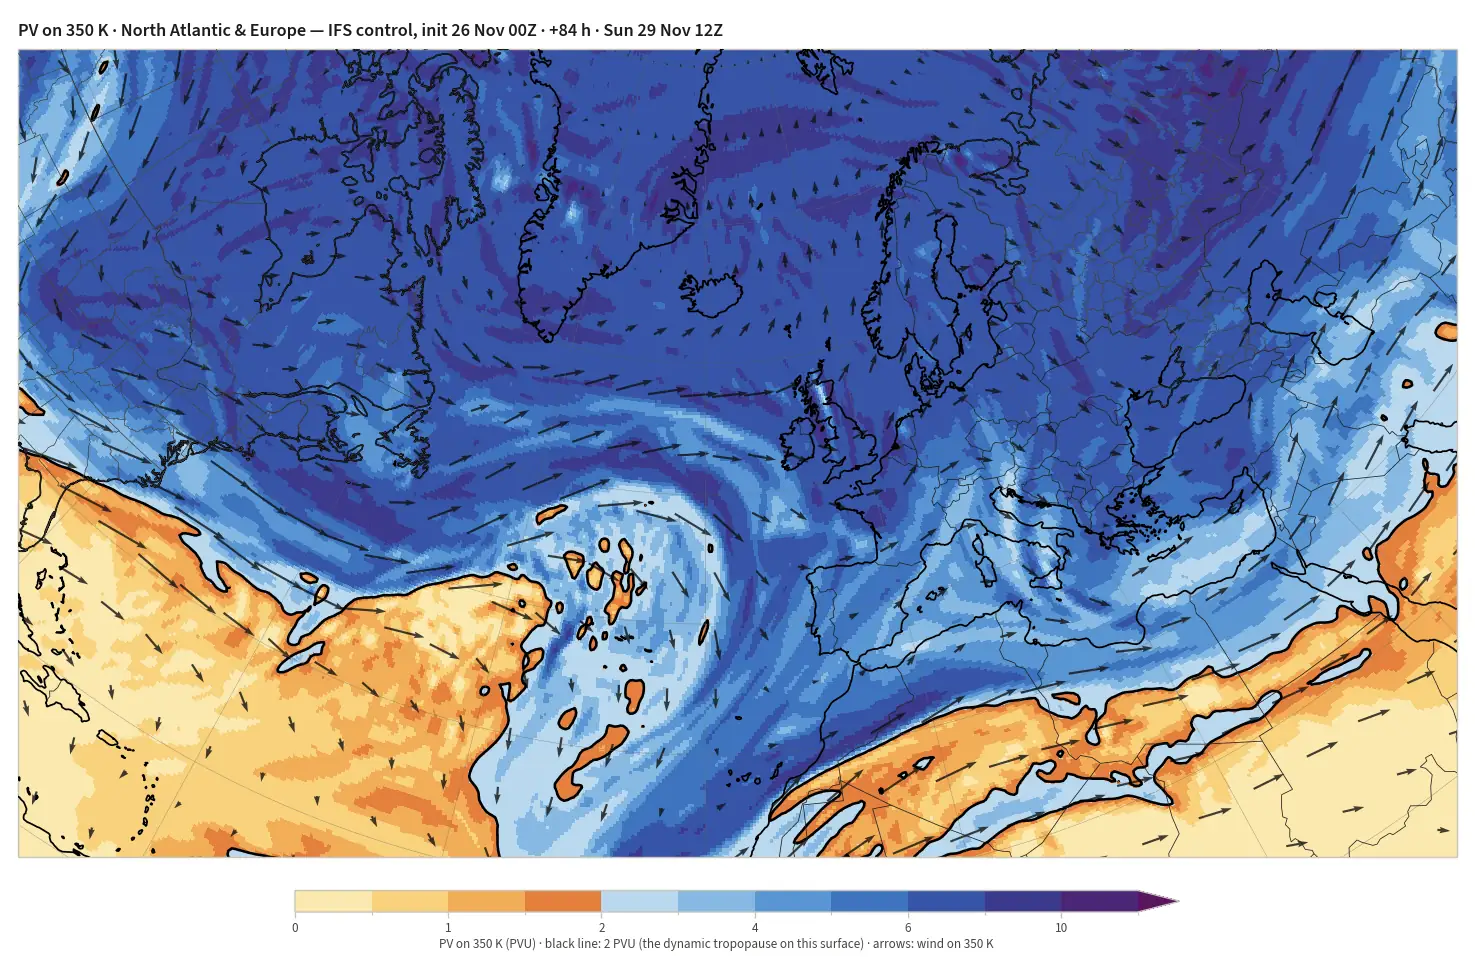 PV on 350 K · North Atlantic & Europe — IFS control, init 26 Nov 00Z · +84 h · Sun 29 Nov 12Z
0 1 2 4 6 10
PV on 350 K (PVU) · black line: 2 PVU (the dynamic tropopause on this surface) · arrows: wind on 350 K